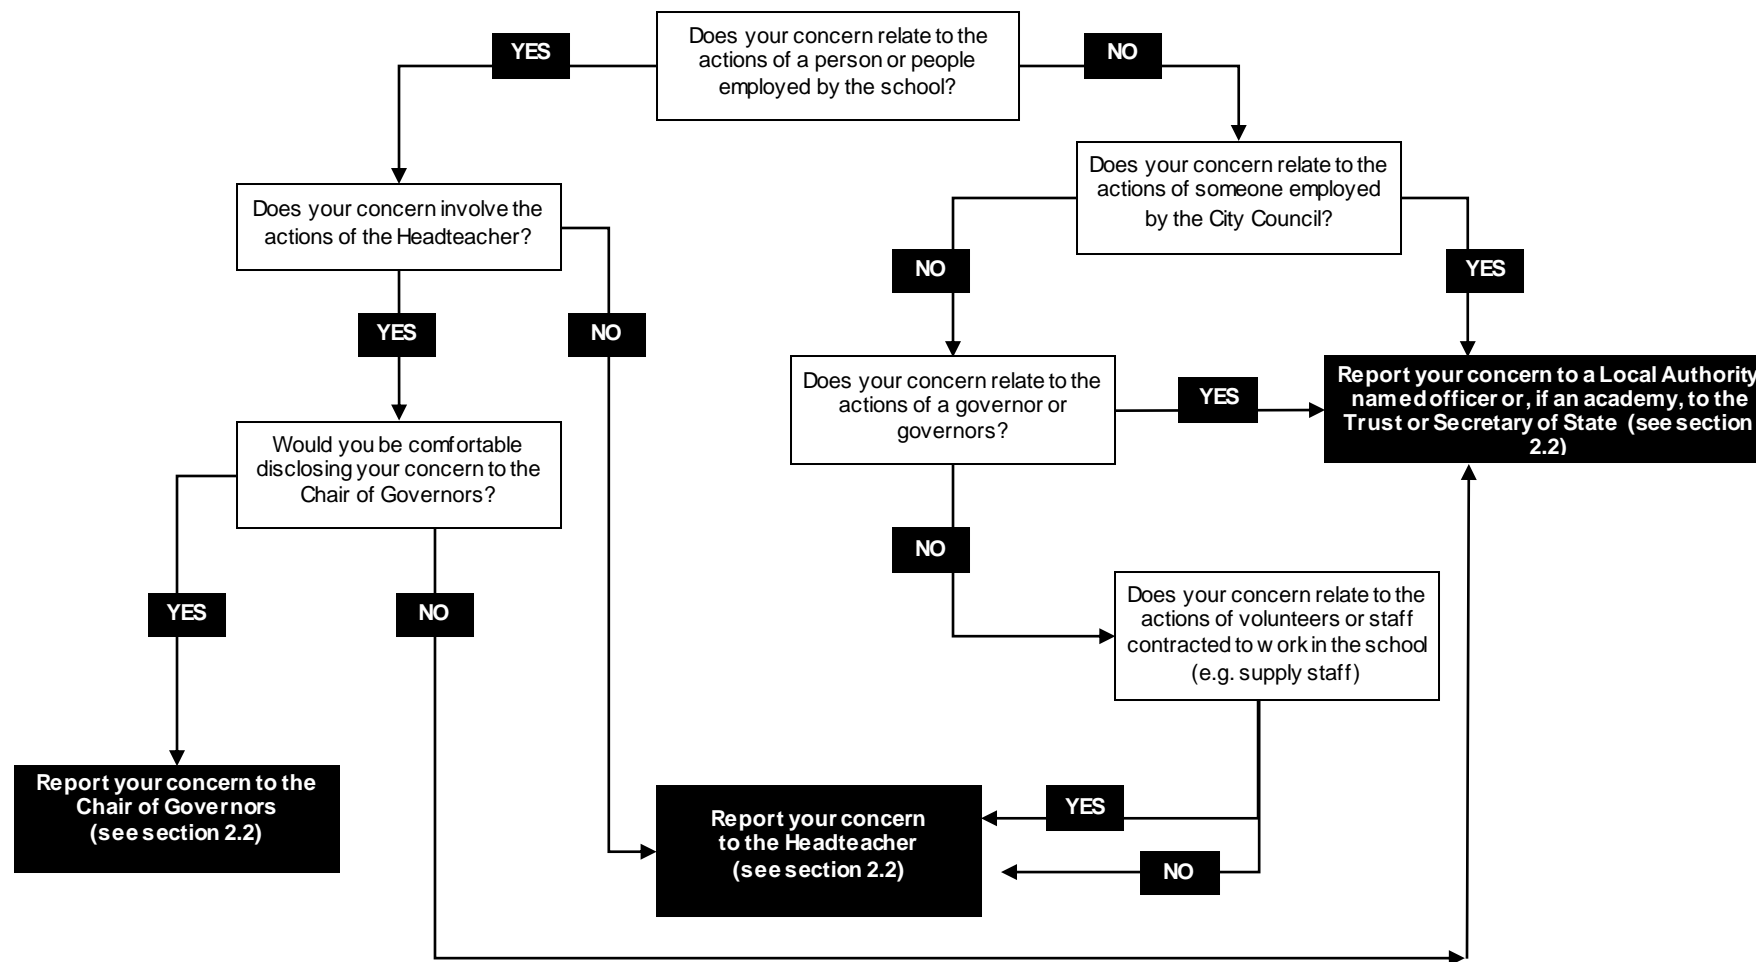 Does your concern relate to the
actions of a person or people
employed by the school?
YES
NO
Does your concern relate to the
actions of someone employed
by the City Council?
Does your concern involve the
actions of the Headteacher?
NO
YES
YES
NO
Does your concern relate to the
actions of a governor or
governors?
YES
Report your concern to a Local Authority
named officer or, if an academy, to the
Trust or Secretary of State (see section
2.2)
Would you be comfortable
disclosing your concern to the
Chair of Governors?
NO
YES
NO
Does your concern relate to the
actions of volunteers or staff
contracted to work in the school
(e.g. supply staff)
Report your concern to the
Chair of Governors
(see section 2.2)
Report your concern
to the Headteacher
(see section 2.2)
YES
NO